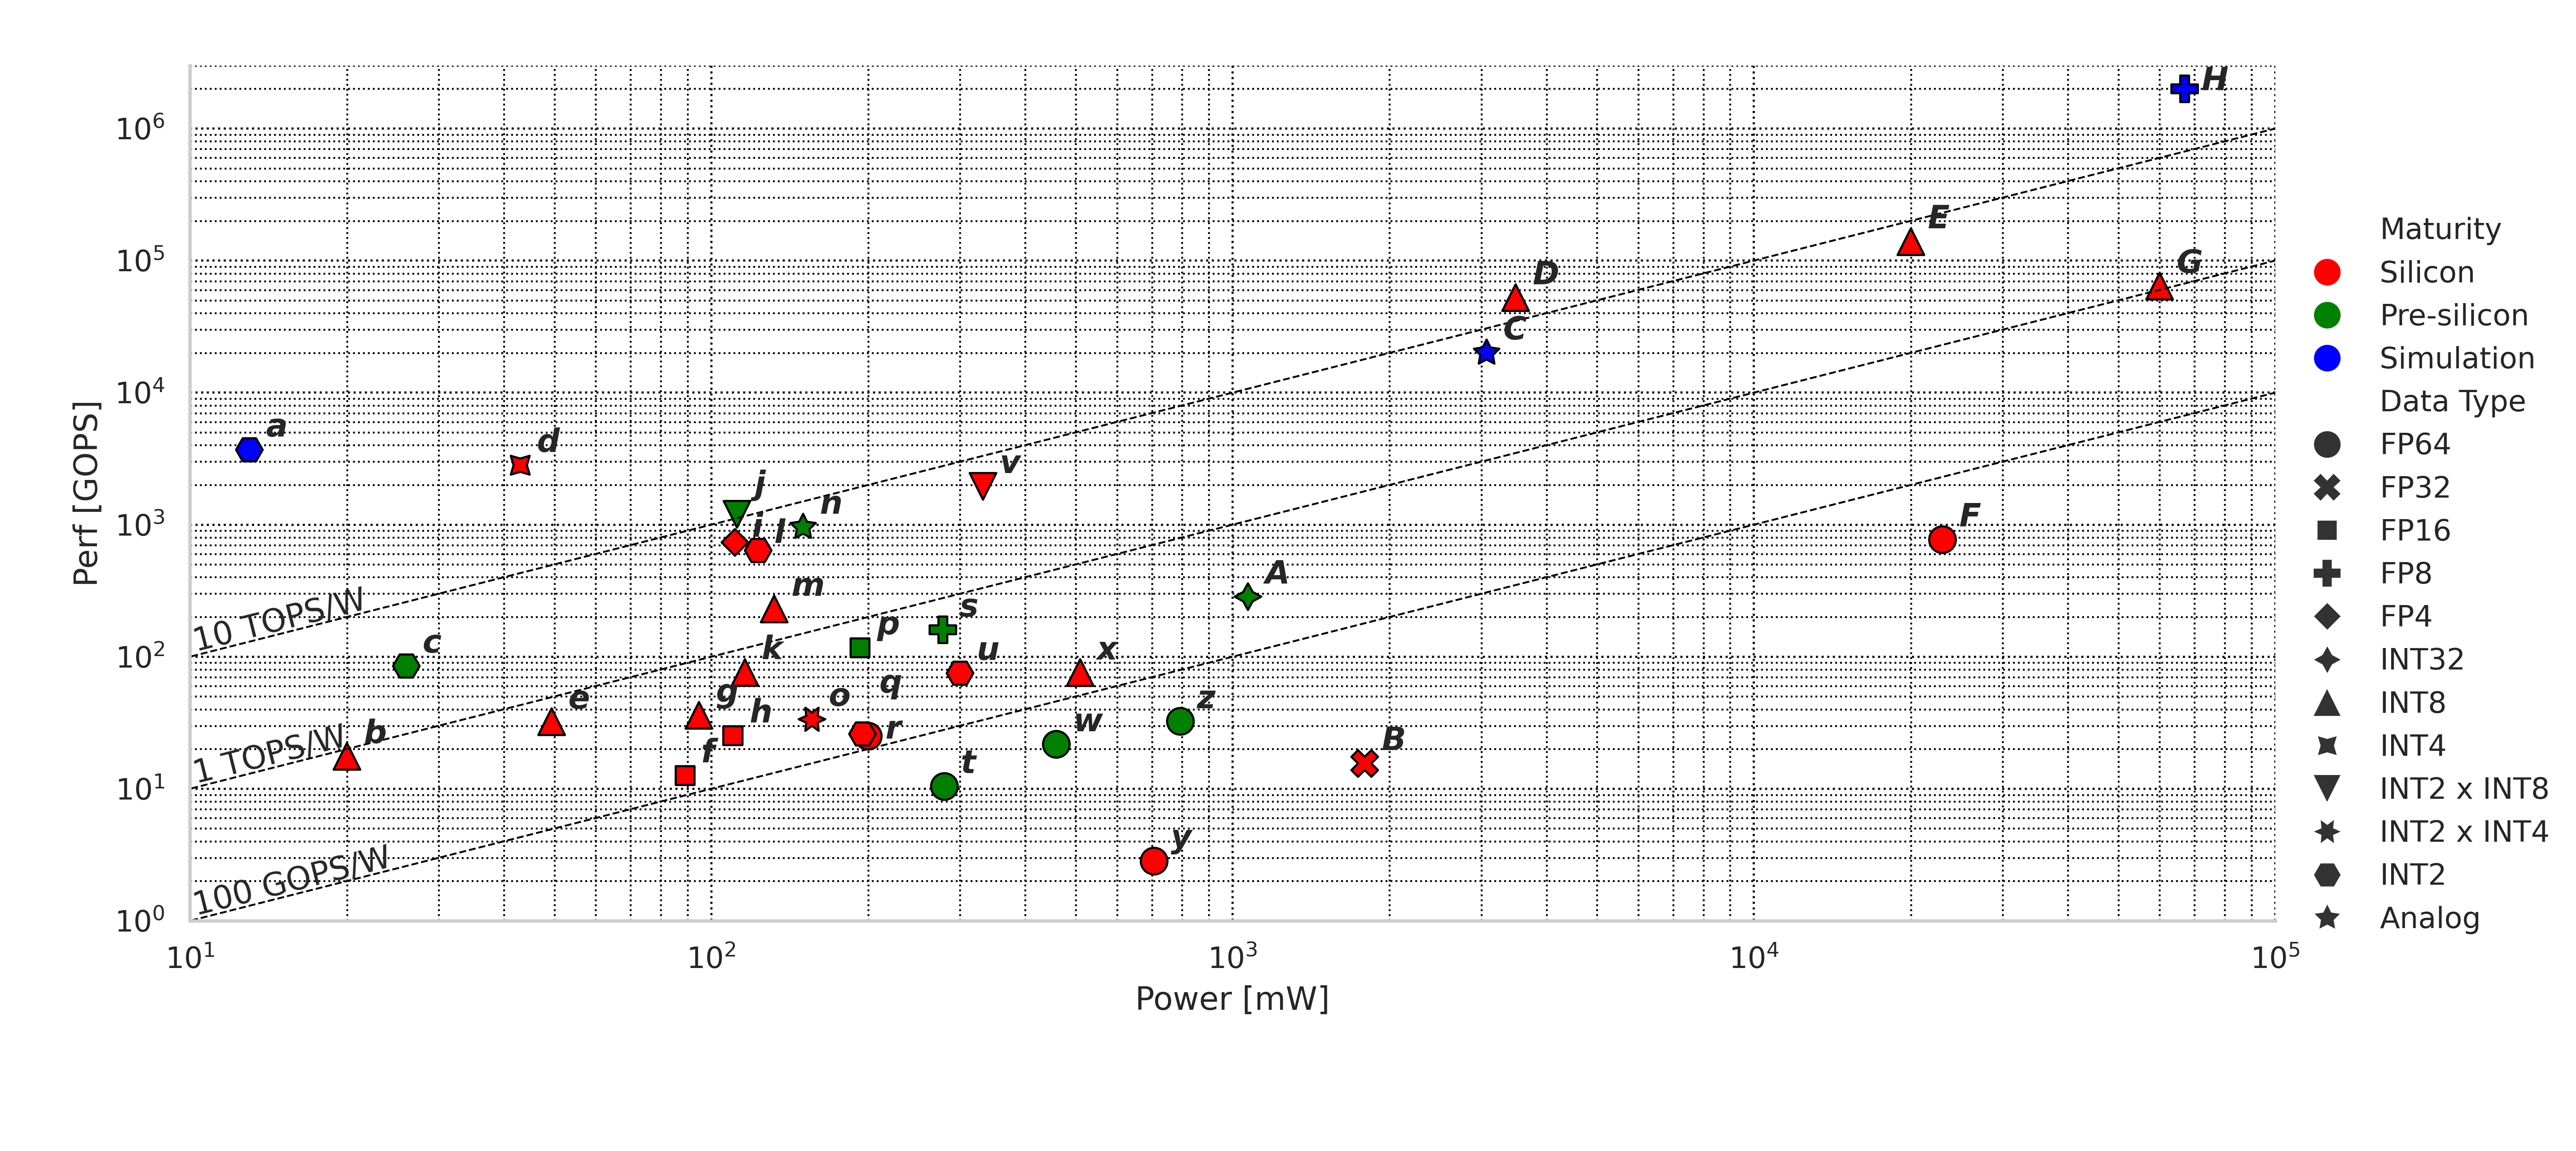 Perf [GOPS]
10⁶
10⁵
10⁴
10³
10²
10¹
10⁰
10 TOPS/W
1 TOPS/W
100 GOPS/W
a
b
c
d
e
f
g
h
i
j
k
l
m
n
o
p
q
r
s
t
u
v
w
x
y
z
A
B
C
D
E
F
G
H
10¹
10²
10³
10⁴
10⁵
Power [mW]
Maturity
Silicon
Pre-silicon
Simulation
Data Type
FP64
FP32
FP16
FP8
FP4
INT32
INT8
INT4
INT2 x INT8
INT2 x INT4
INT2
Analog